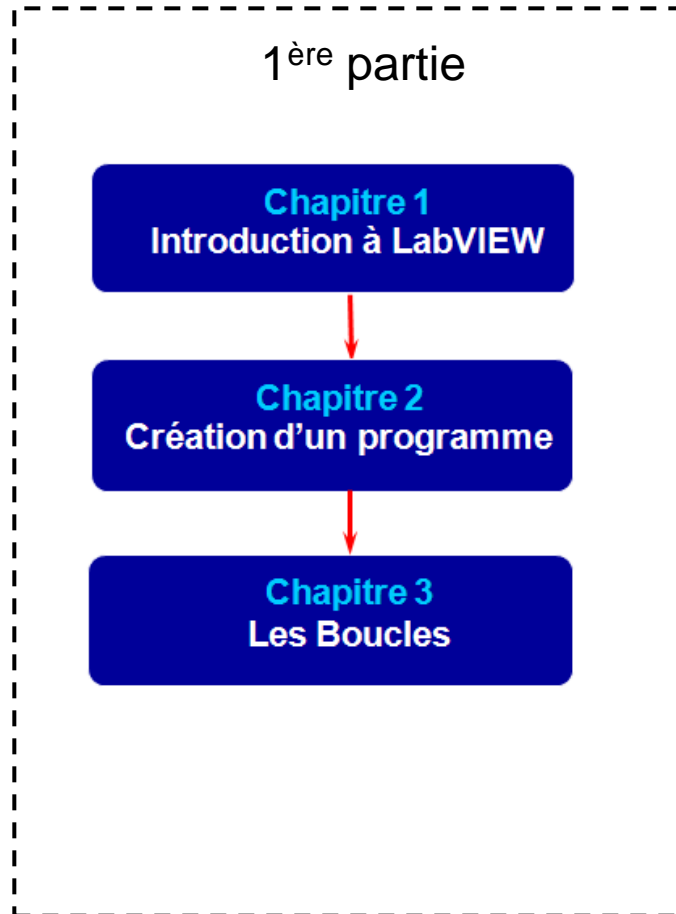 1ère partie
Chapitre 1
Introduction à LabVIEW
Chapitre 2
Création d'un programme
Chapitre 3
Les Boucles